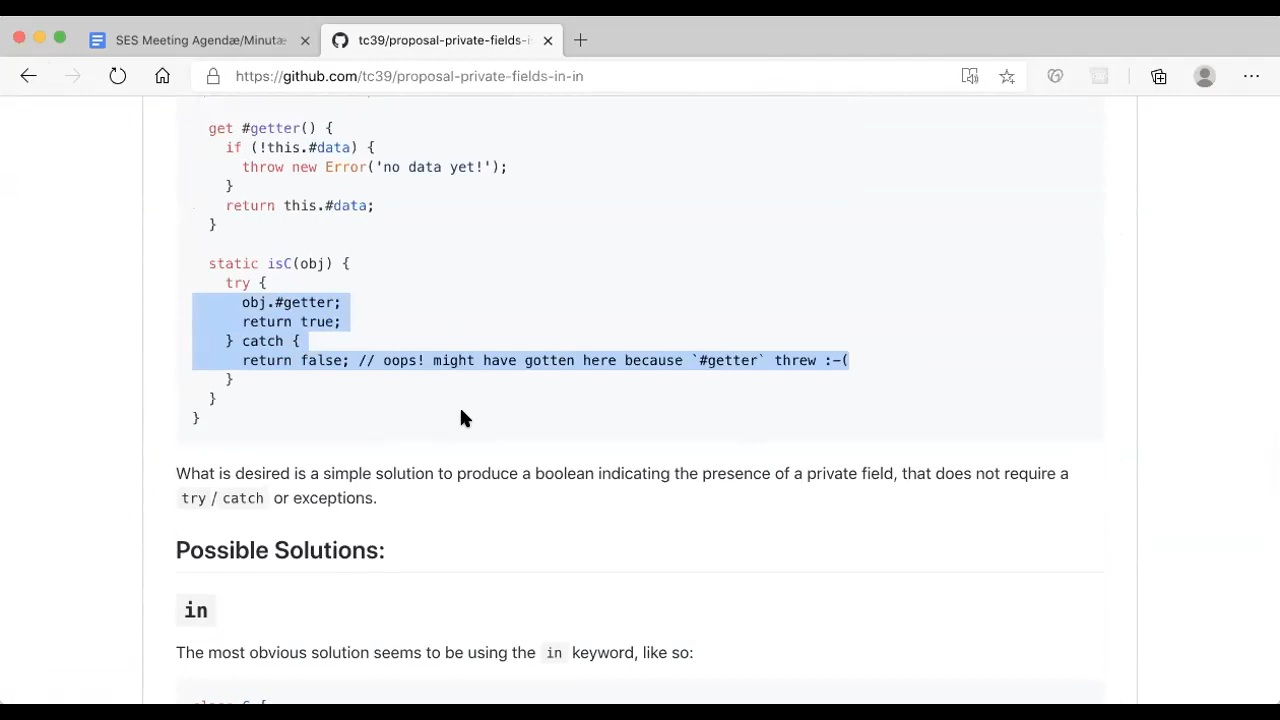 SES Meeting Agendæ/Minutæ
tc39/proposal-private-fields-i
https://github.com/tc39/proposal-private-fields-in-in
get #getter() {
if (!this.#data) {
throw new Error('no data yet!');
}
return this.#data;
}
static isC(obj) {
try {
obj.#getter;
return true;
} catch {
return false; // oops! might have gotten here because `#getter` threw :-(
}
}
}
What is desired is a simple solution to produce a boolean indicating the presence of a private field, that does not require a
try / catch or exceptions.
Possible Solutions:
in
The most obvious solution seems to be using the in keyword, like so: